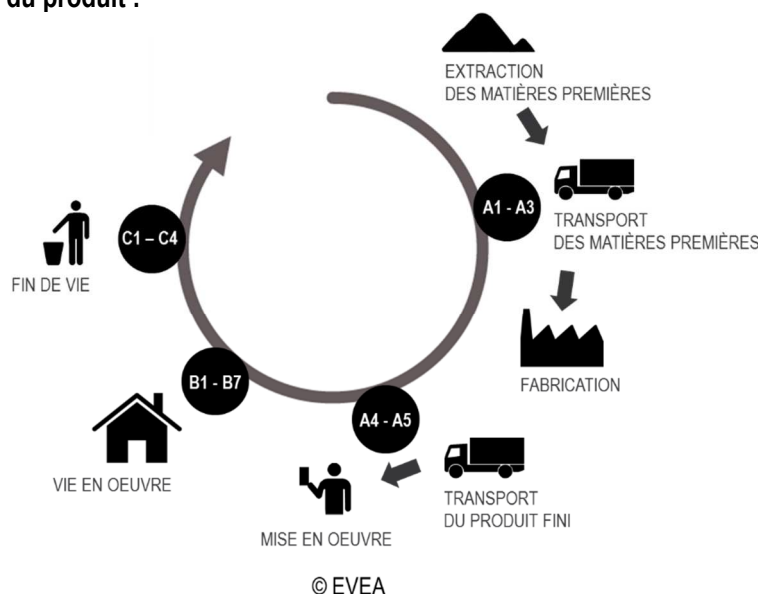 du produit :
EXTRACTION
DES MATIÈRES PREMIÈRES
A1 - A3
TRANSPORT
DES MATIÈRES PREMIÈRES
FABRICATION
A4 - A5
TRANSPORT
DU PRODUIT FINI
MISE EN OEUVRE
B1 - B7
VIE EN OEUVRE
C1 – C4
FIN DE VIE
© EVEA